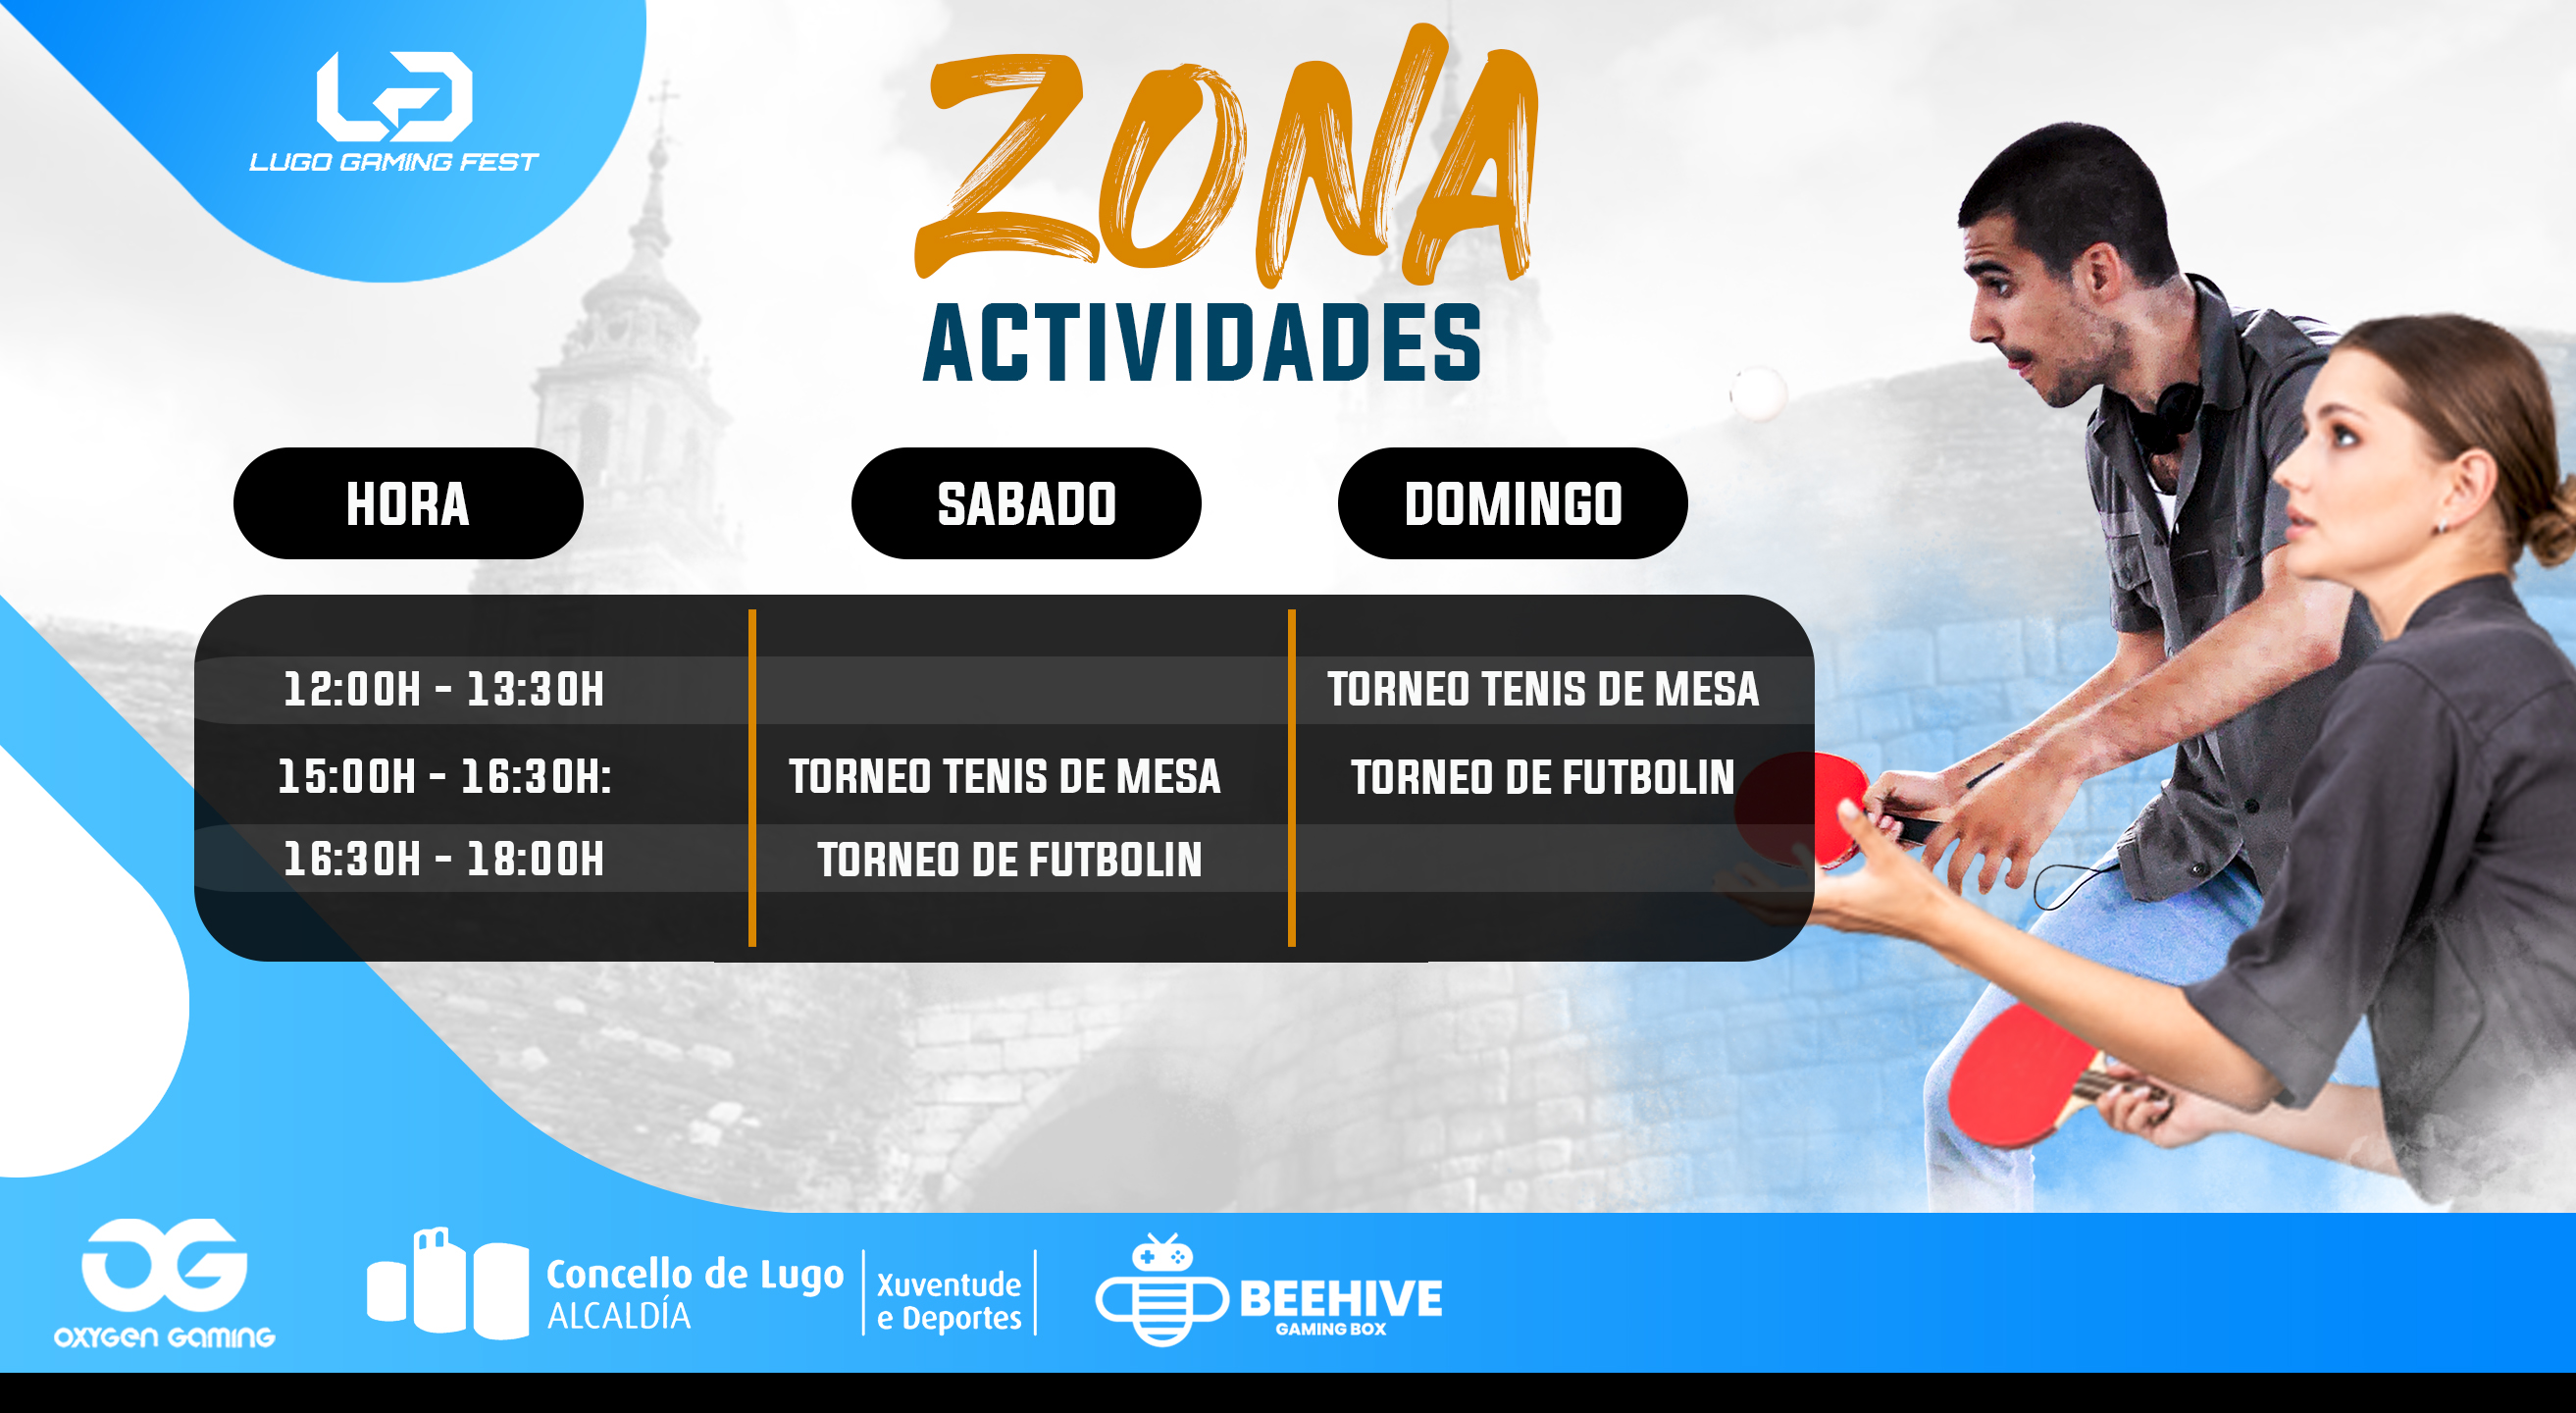 LUGO GAMING FEST
ZONA
ACTIVIDADES
HORA SABADO DOMINGO
12:00H - 13:30H TORNEO TENIS DE MESA
15:00H - 16:30H: TORNEO TENIS DE MESA TORNEO DE FUTBOLIN
16:30H - 18:00H TORNEO DE FUTBOLIN
OXYGEN GAMING
Concello de Lugo
ALCALDÍA
Xuventude
e Deportes
BEEHIVE
GAMING BOX